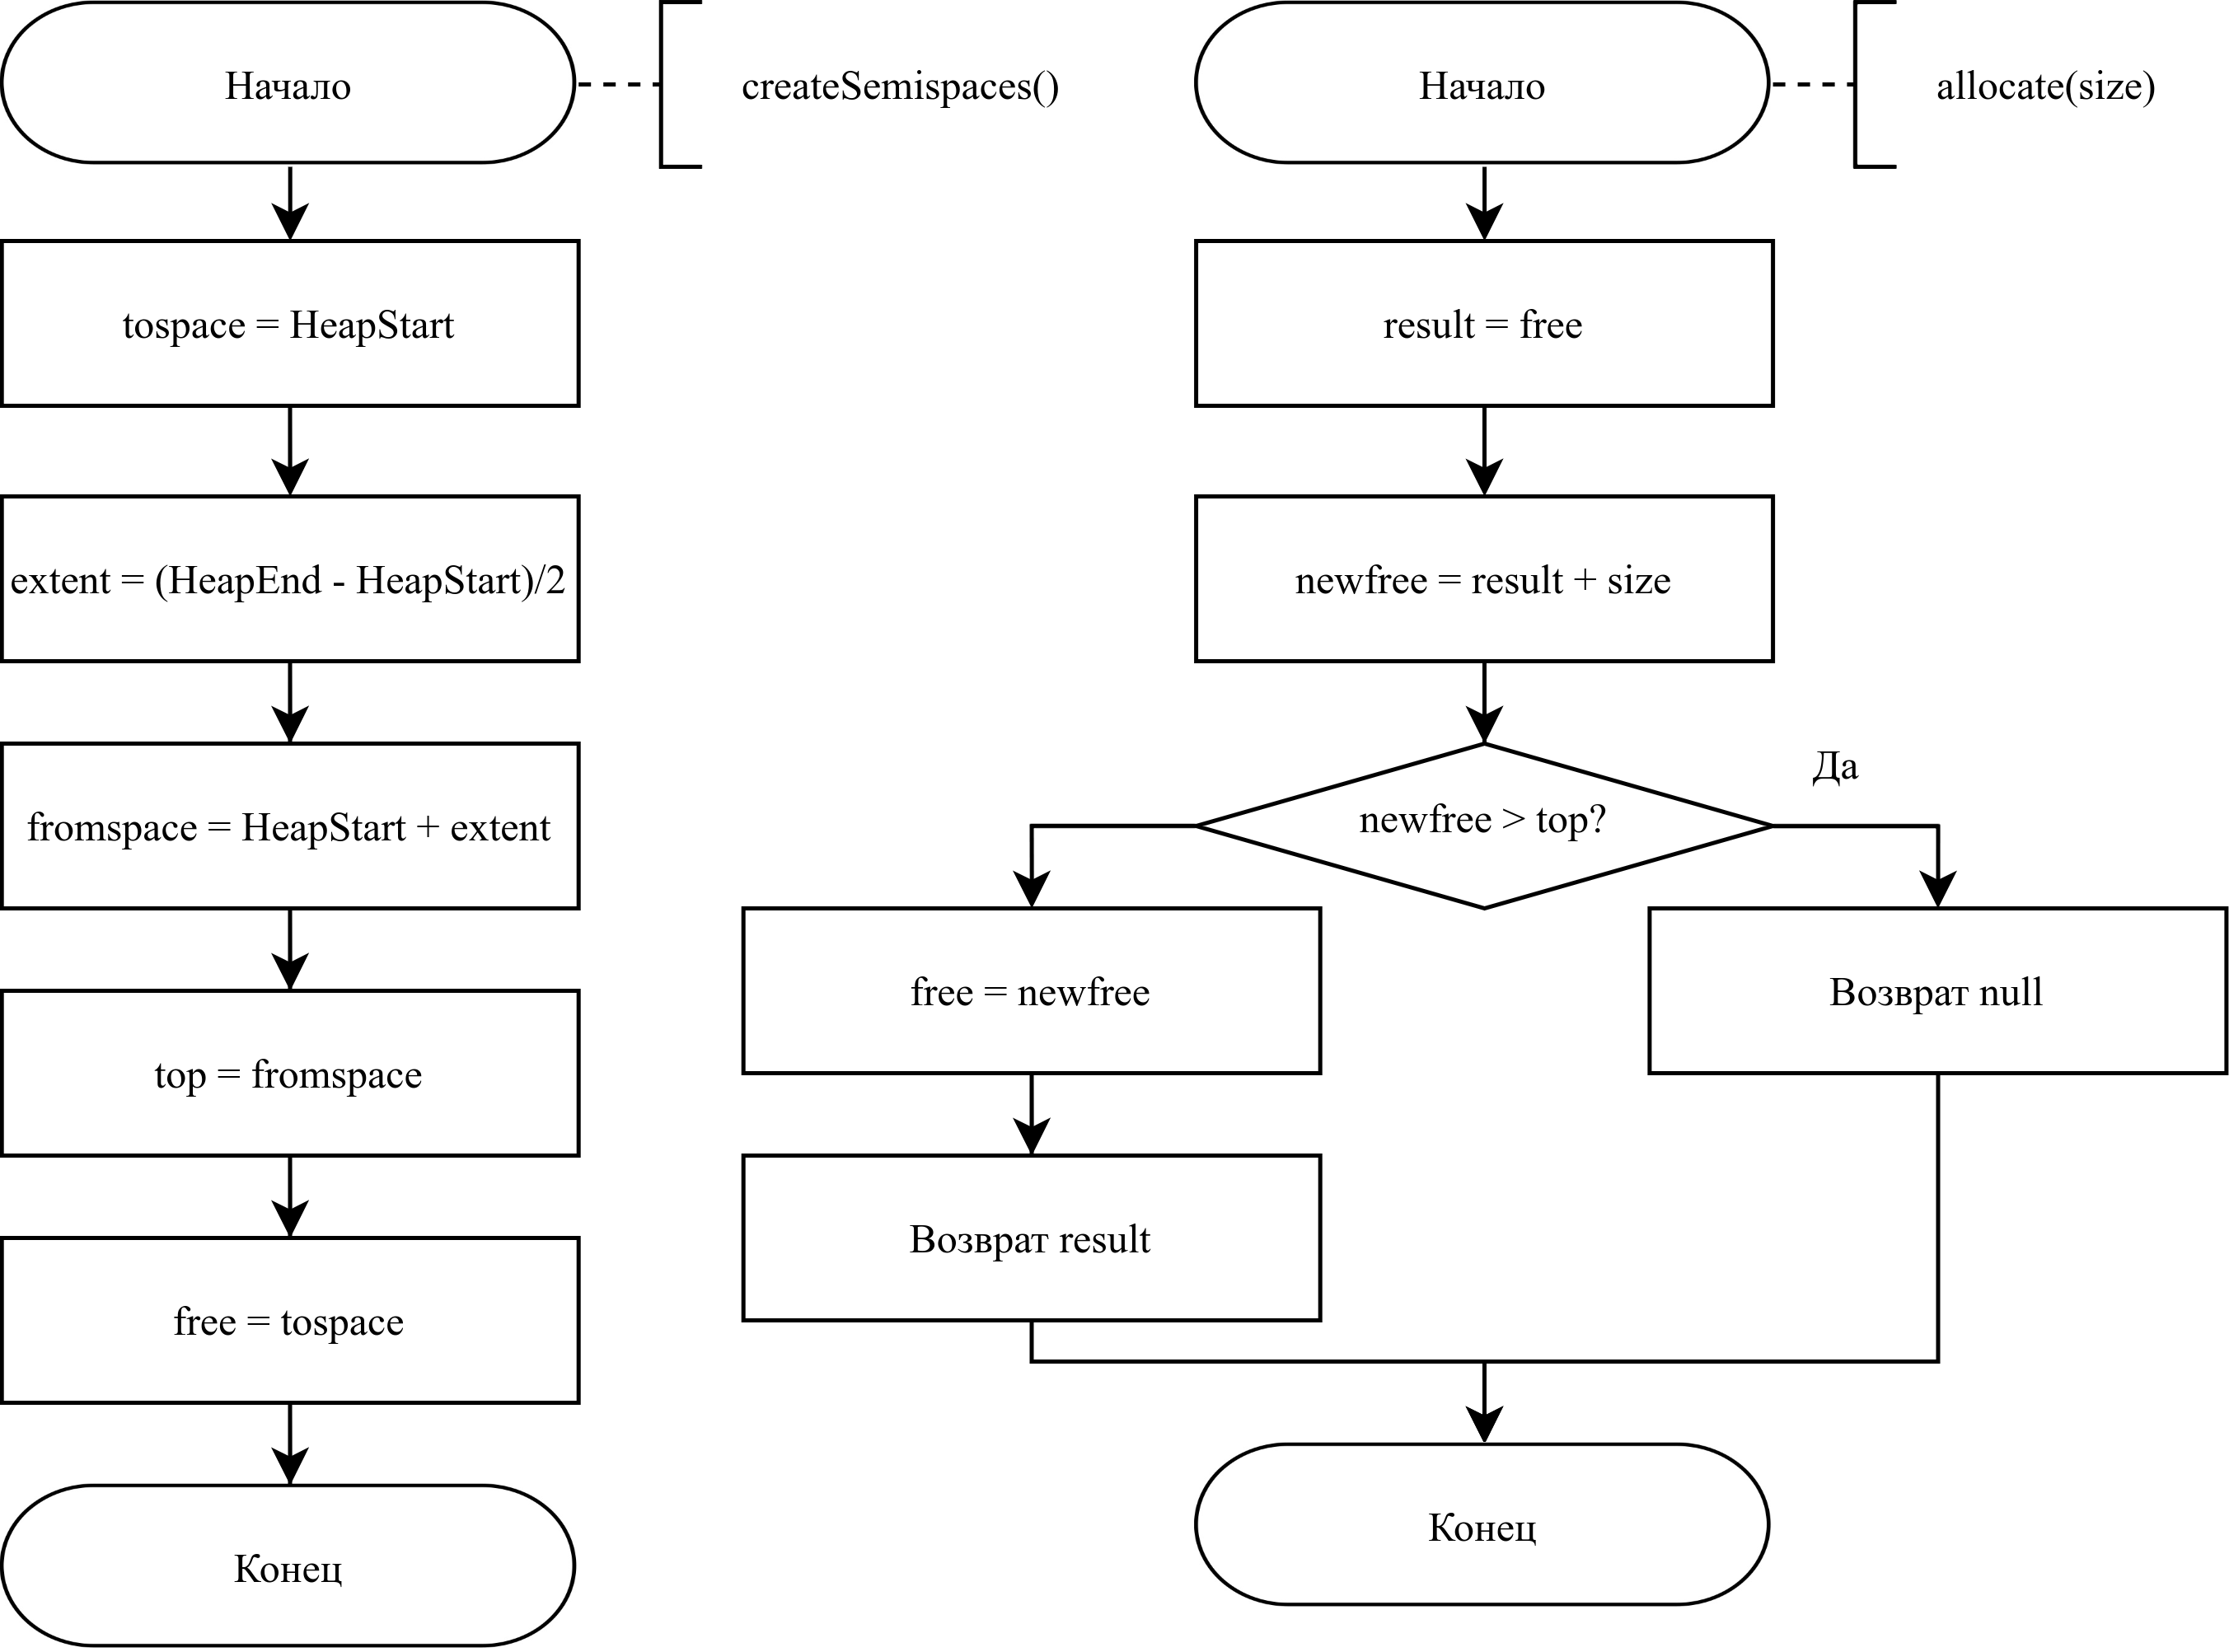 Начало
createSemispaces()
tospace = HeapStart
extent = (HeapEnd - HeapStart)/2
fromspace = HeapStart + extent
top = fromspace
free = tospace
Конец
Начало
allocate(size)
result = free
newfree = result + size
newfree > top?
Да
free = newfree
Возврат null
Возврат result
Конец